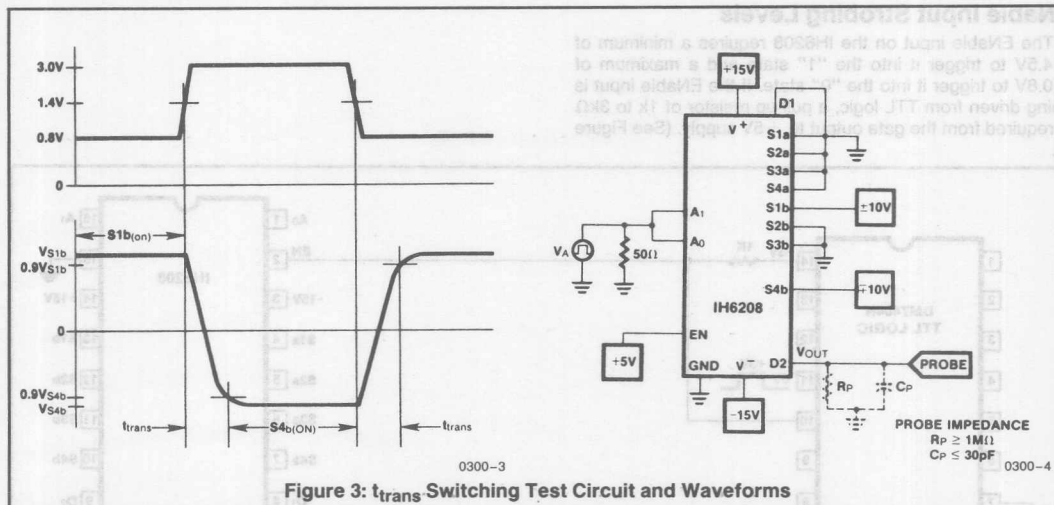 Nable Input Strobing Levels
The ENable input on the IH6208 requires a minimum of
4.5V to trigger it into the "1" state and a maximum of
0.8V to trigger it into the "0" state. If the ENable input is
ing driven from TTL logic, a pullup resistor of 1k to 3kΩ
required from the gate output to +5V supply. (See Figure
3.0V
1.4V
0.8V
0
S1b(on)
VS1b
0.9VS1b
0
0.9VS4b
VS4b
ttrans
S4b(ON)
ttrans
0300-3
+15V
D1
V+
S1a
S2a
S3a
S4a
S1b
±10V
S2b
S3b
S4b
∓10V
A1
A0
VA
50Ω
IH6208
EN
+5V
GND
V
-15V
D2
VOUT
PROBE
RP
CP
PROBE IMPEDANCE
RP ≥ 1MΩ
CP ≤ 30pF
0300-4
Figure 3: ttrans Switching Test Circuit and Waveforms